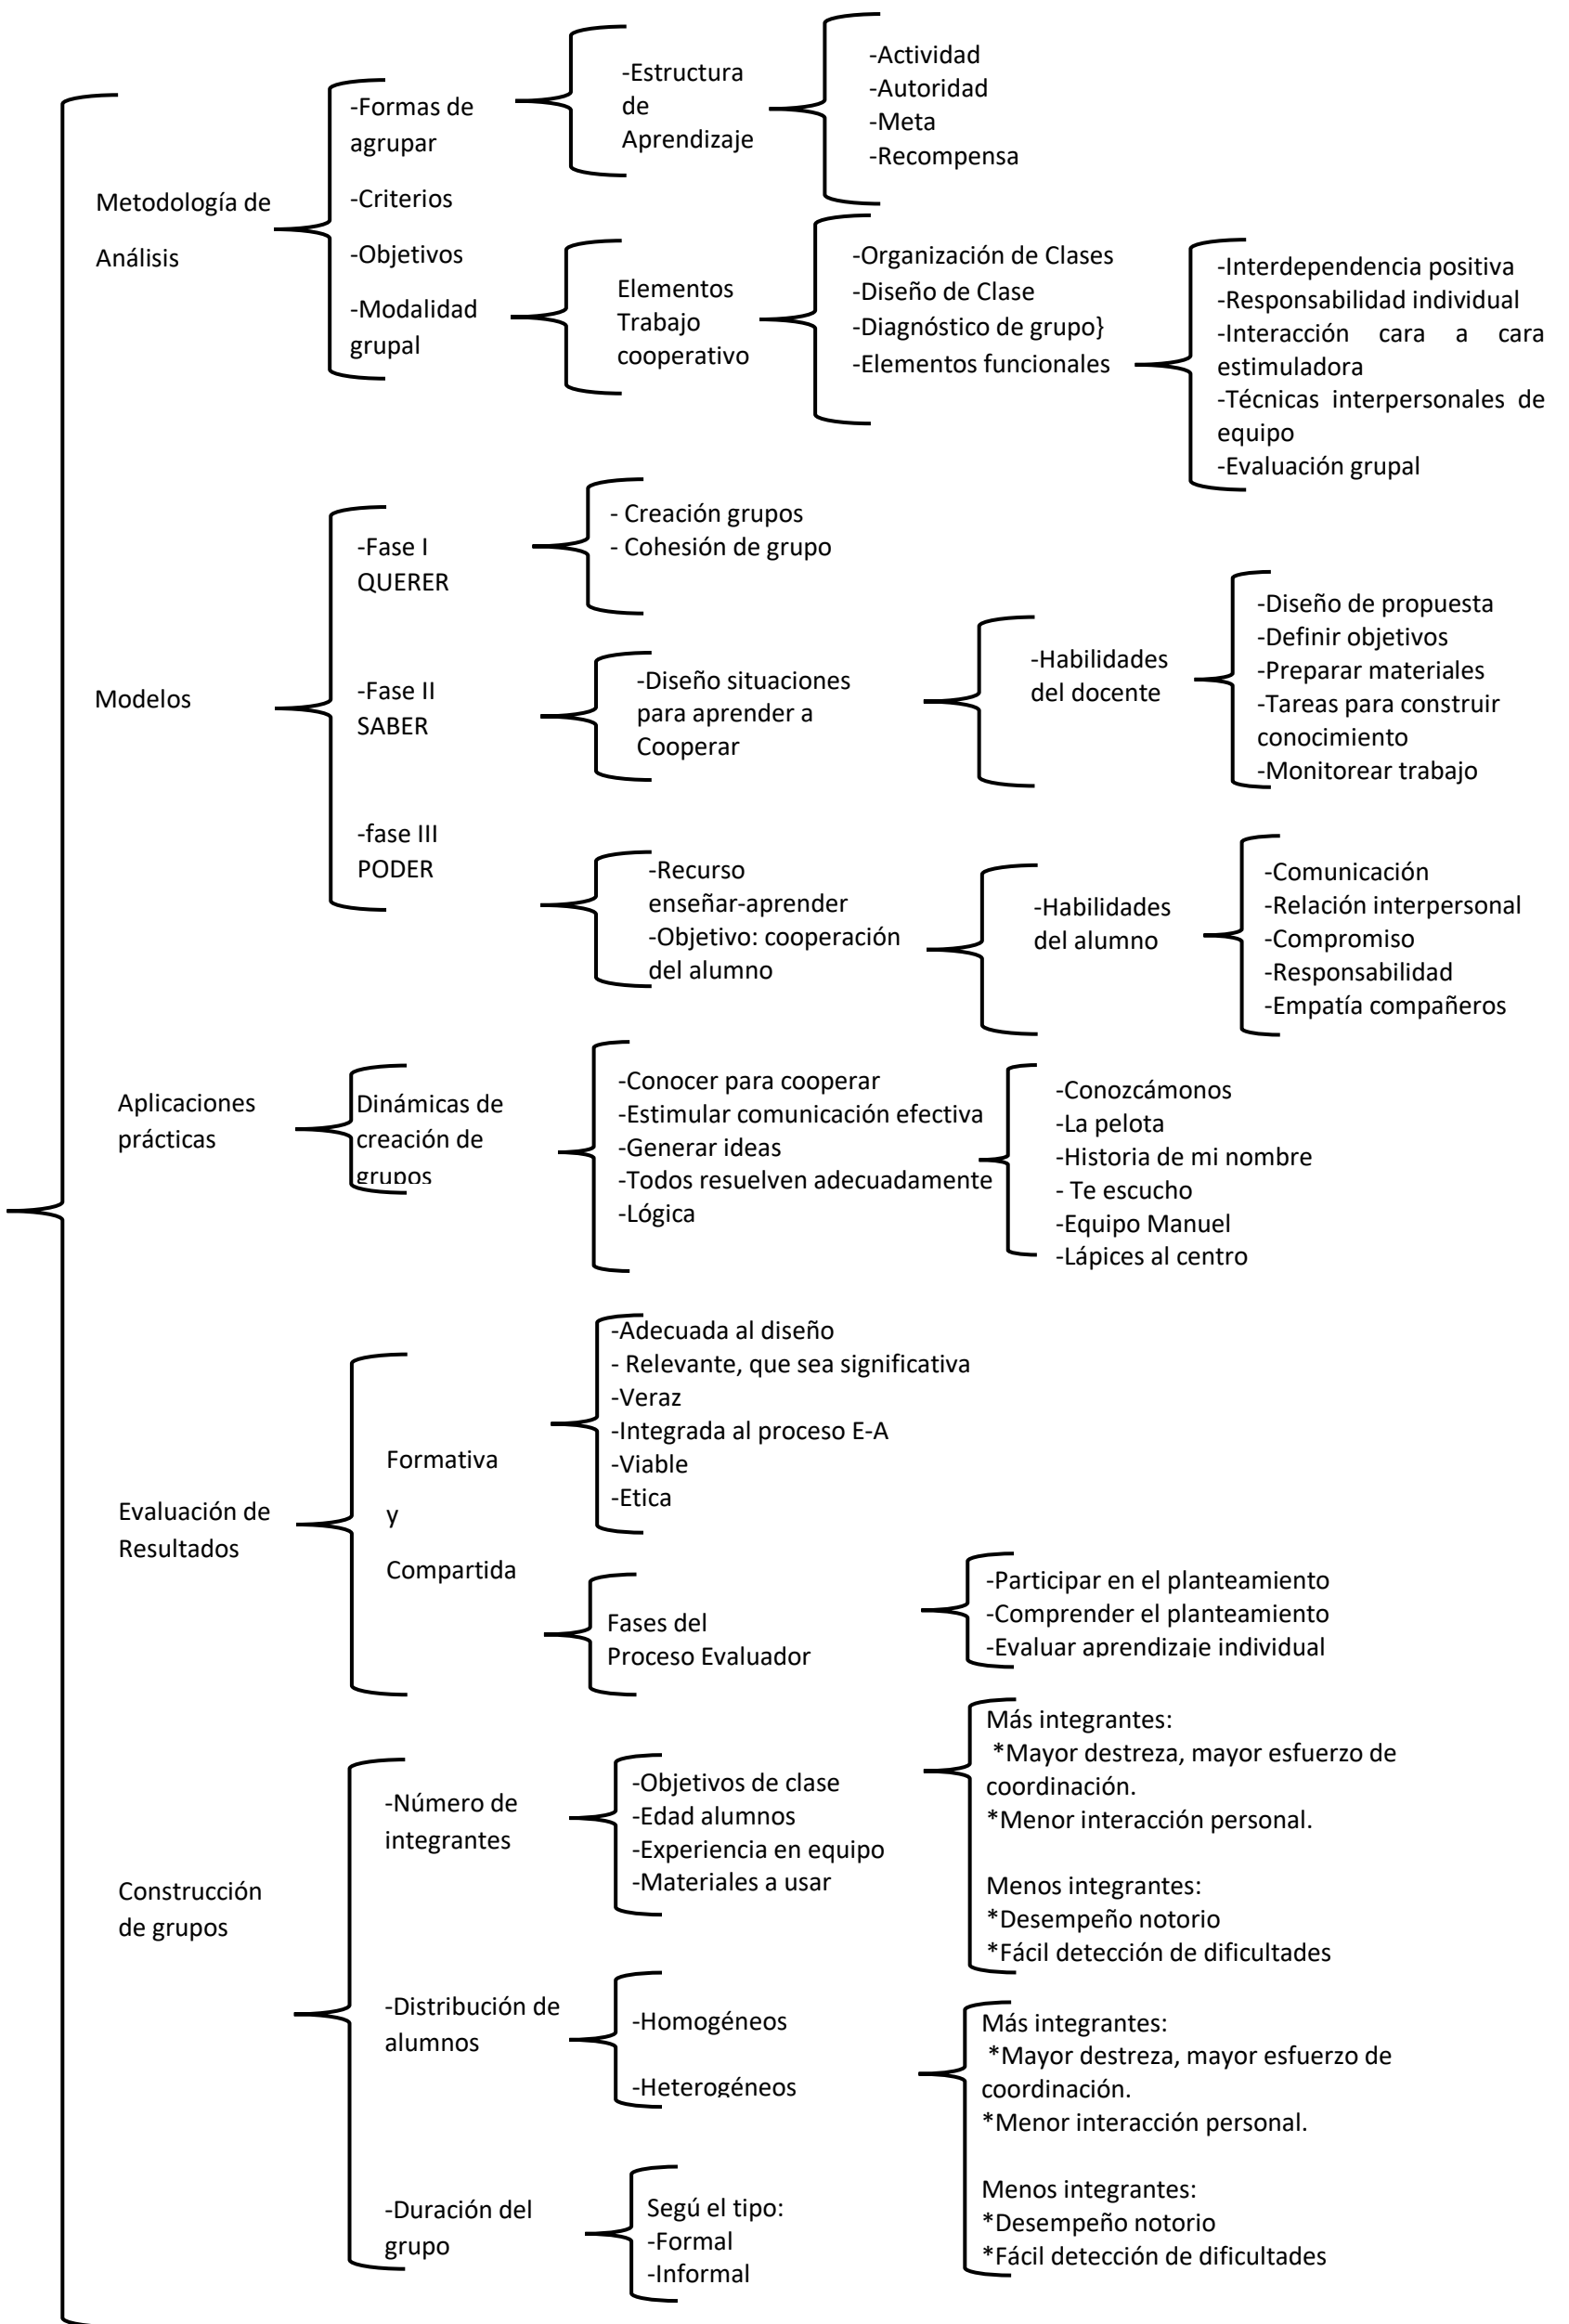 Metodología de
Análisis
-Formas de
agrupar
-Criterios
-Objetivos
-Modalidad
grupal
-Estructura
de
Aprendizaje
-Actividad
-Autoridad
-Meta
-Recompensa
Elementos
Trabajo
cooperativo
-Organización de Clases
-Diseño de Clase
-Diagnóstico de grupo}
-Elementos funcionales
-Interdependencia positiva
-Responsabilidad individual
-Interacción cara a cara
estimuladora
-Técnicas interpersonales de
equipo
-Evaluación grupal
Modelos
-Fase I
QUERER
- Creación grupos
- Cohesión de grupo
-Fase II
SABER
-Diseño situaciones
para aprender a
Cooperar
-Habilidades
del docente
-Diseño de propuesta
-Definir objetivos
-Preparar materiales
-Tareas para construir
conocimiento
-Monitorear trabajo
-fase III
PODER
-Recurso
enseñar-aprender
-Objetivo: cooperación
del alumno
-Habilidades
del alumno
-Comunicación
-Relación interpersonal
-Compromiso
-Responsabilidad
-Empatía compañeros
Aplicaciones
prácticas
Dinámicas de
creación de
grupos
-Conocer para cooperar
-Estimular comunicación efectiva
-Generar ideas
-Todos resuelven adecuadamente
-Lógica
-Conozcámonos
-La pelota
-Historia de mi nombre
- Te escucho
-Equipo Manuel
-Lápices al centro
Evaluación de
Resultados
Formativa
y
Compartida
-Adecuada al diseño
- Relevante, que sea significativa
-Veraz
-Integrada al proceso E-A
-Viable
-Etica
Fases del
Proceso Evaluador
-Participar en el planteamiento
-Comprender el planteamiento
-Evaluar aprendizaje individual
Construcción
de grupos
-Número de
integrantes
-Objetivos de clase
-Edad alumnos
-Experiencia en equipo
-Materiales a usar
Más integrantes:
*Mayor destreza, mayor esfuerzo de
coordinación.
*Menor interacción personal.
Menos integrantes:
*Desempeño notorio
*Fácil detección de dificultades
-Distribución de
alumnos
-Homogéneos
-Heterogéneos
Más integrantes:
*Mayor destreza, mayor esfuerzo de
coordinación.
*Menor interacción personal.
Menos integrantes:
*Desempeño notorio
*Fácil detección de dificultades
-Duración del
grupo
Segú el tipo:
-Formal
-Informal